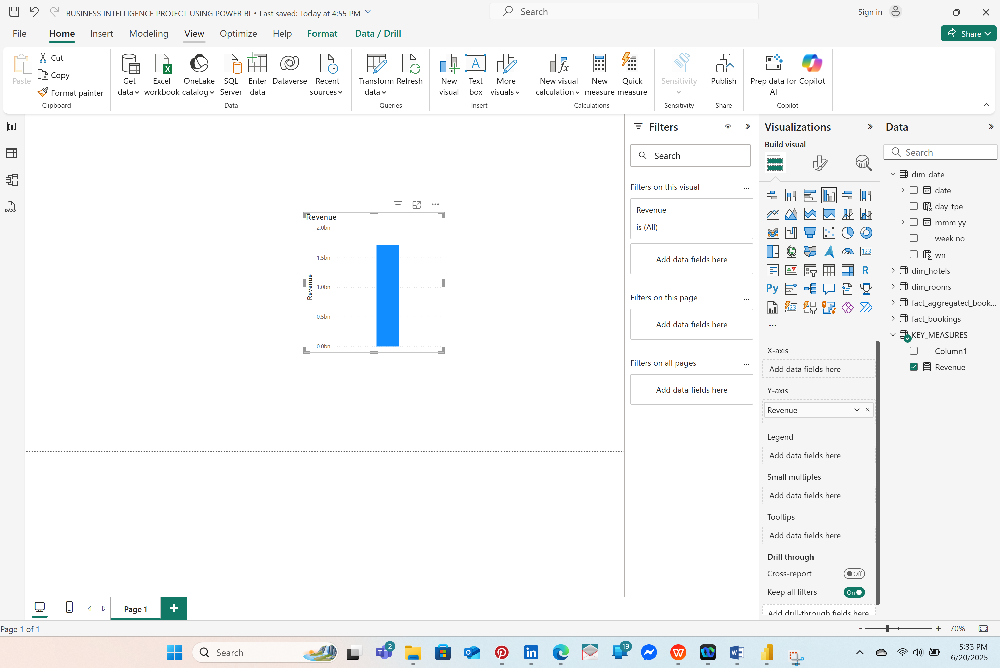 BUSINESS INTELLIGENCE PROJECT USING POWER BI • Last saved: Today at 4:55 PM
Search
Sign in
File Home Insert Modeling View Optimize Help Format Data / Drill
Share
Paste
Cut
Copy
Format painter
Clipboard
Get data
Excel workbook
OneLake catalog
SQL Server
Enter data
Dataverse
Recent sources
Data
Transform data
Refresh
Queries
New visual
Text box
More visuals
Insert
New visual calculation
New measure
Quick measure
Calculations
Sensitivity
Sensitivity
Publish
Share
Prep data for AI
Copilot
Copilot
DAX
Revenue
2.0bn
1.5bn
1.0bn
0.5bn
0.0bn
Revenue
Filters
Search
Filters on this visual
...
Revenue
is (All)
Add data fields here
Filters on this page
...
Add data fields here
Filters on all pages
...
Add data fields here
Visualizations
Build visual
123
R
Py
123
...
X-axis
Add data fields here
Y-axis
Revenue
Legend
Add data fields here
Small multiples
Add data fields here
Tooltips
Add data fields here
Drill through
Cross-report
Off
Keep all filters
On
Add drill-through fields here
Data
Search
dim_date
date
day_tpe
mmm yy
week no
wn
dim_hotels
dim_rooms
fact_aggregated_book...
fact_bookings
KEY_MEASURES
Column1
Revenue
Page 1
+
Page 1 of 1
- + 70%
Search
2
19
5:33 PM
6/20/2025